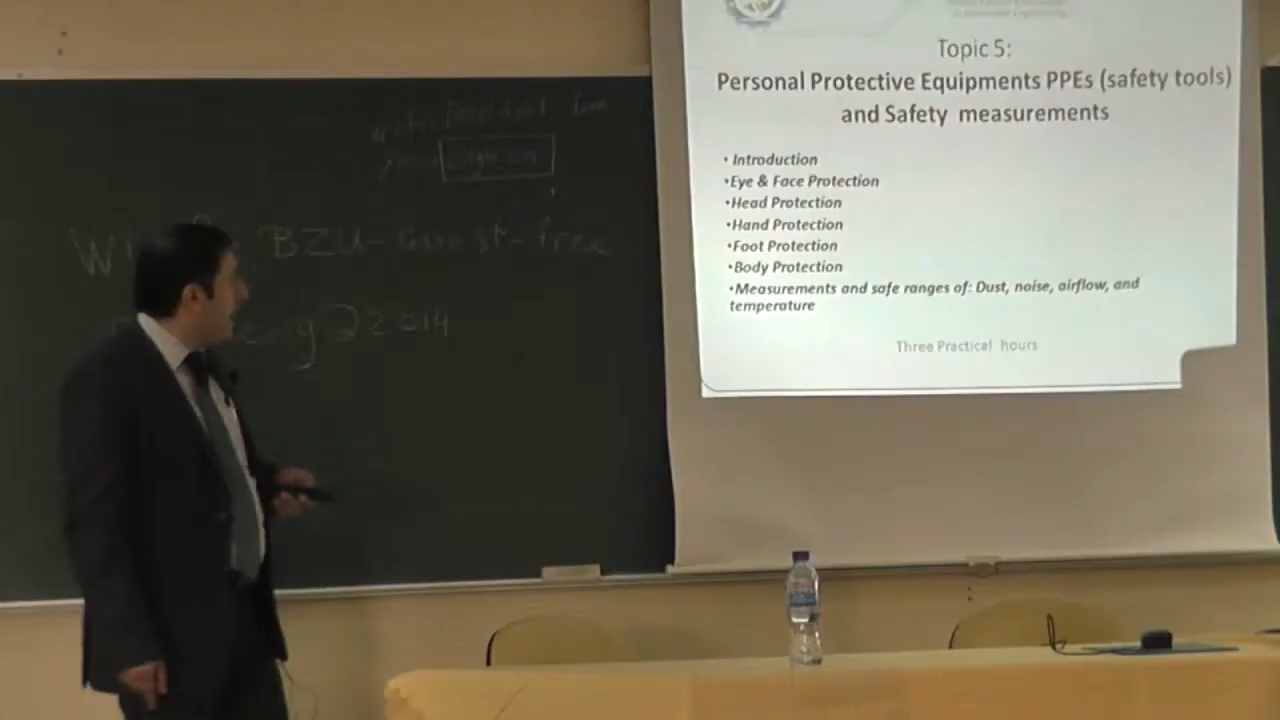 Topic 5:
Personal Protective Equipments PPEs (safety tools)
and Safety measurements
• Introduction
•Eye & Face Protection
•Head Protection
•Hand Protection
•Foot Protection
•Body Protection
•Measurements and safe ranges of: Dust, noise, airflow, and
temperature
Three Practical hours
BZU-Guest-free